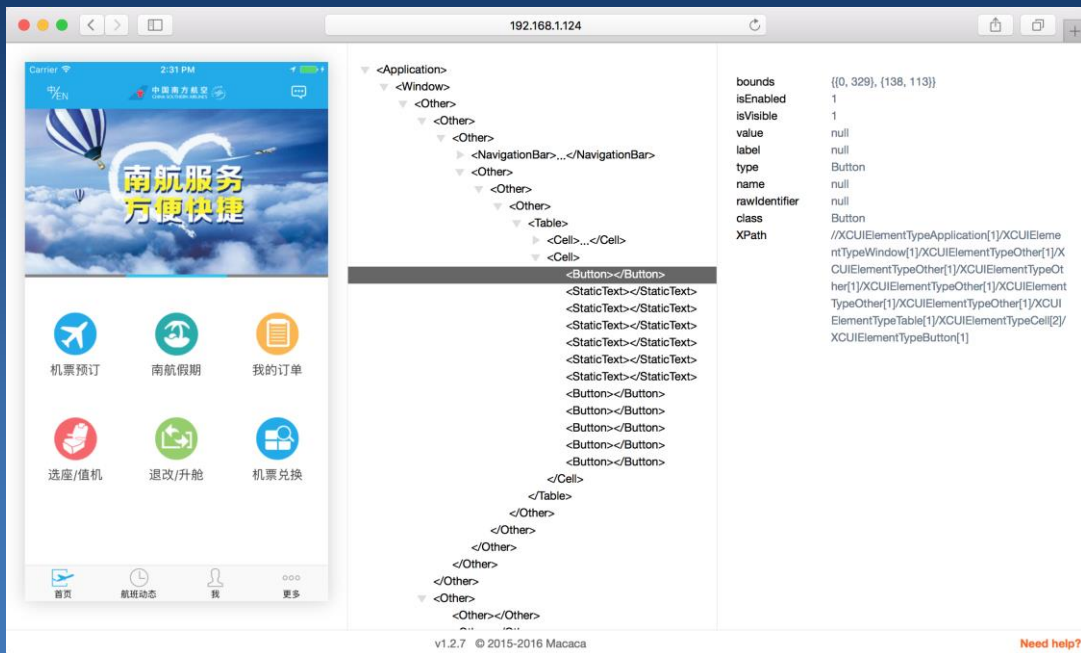 192.168.1.124
Carrier 2:31 PM
中/EN 中国南方航空
CHINA SOUTHERN AIRLINES
南航服务
方便快捷
机票预订 南航假期 我的订单
选座/值机 退改/升舱 机票兑换
首页 航班动态 我 更多
<Application>
<Window>
<Other>
<Other>
<Other>
<NavigationBar>...</NavigationBar>
<Other>
<Other>
<Other>
<Table>
<Cell>...</Cell>
<Cell>
<Button></Button>
<StaticText></StaticText>
<StaticText></StaticText>
<StaticText></StaticText>
<StaticText></StaticText>
<StaticText></StaticText>
<StaticText></StaticText>
<Button></Button>
<Button></Button>
<Button></Button>
<Button></Button>
<Button></Button>
</Cell>
</Table>
</Other>
</Other>
</Other>
</Other>
</Other>
<Other>
<Other></Other>
bounds {{0, 329}, {138, 113}}
isEnabled 1
isVisible 1
value null
label null
type Button
name null
rawIdentifier null
class Button
XPath //XCUIElementTypeApplication[1]/XCUIEleme
ntTypeWindow[1]/XCUIElementTypeOther[1]/X
CUIElementTypeOther[1]/XCUIElementTypeOt
her[1]/XCUIElementTypeOther[1]/XCUIElement
TypeOther[1]/XCUIElementTypeOther[1]/XCUI
ElementTypeTable[1]/XCUIElementTypeCell[2]/
XCUIElementTypeButton[1]
v1.2.7 © 2015-2016 Macaca
Need help?